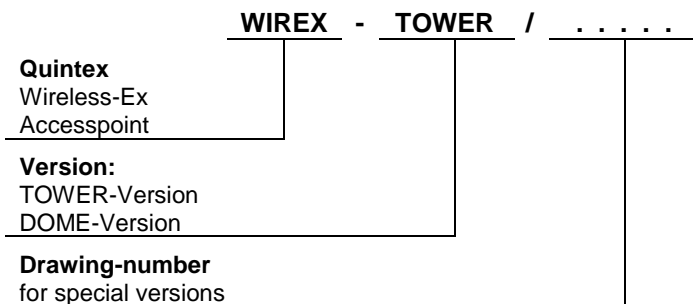 WIREX - TOWER / . . . . .
Quintex
Wireless-Ex
Accesspoint
Version:
TOWER-Version
DOME-Version
Drawing-number
for special versions